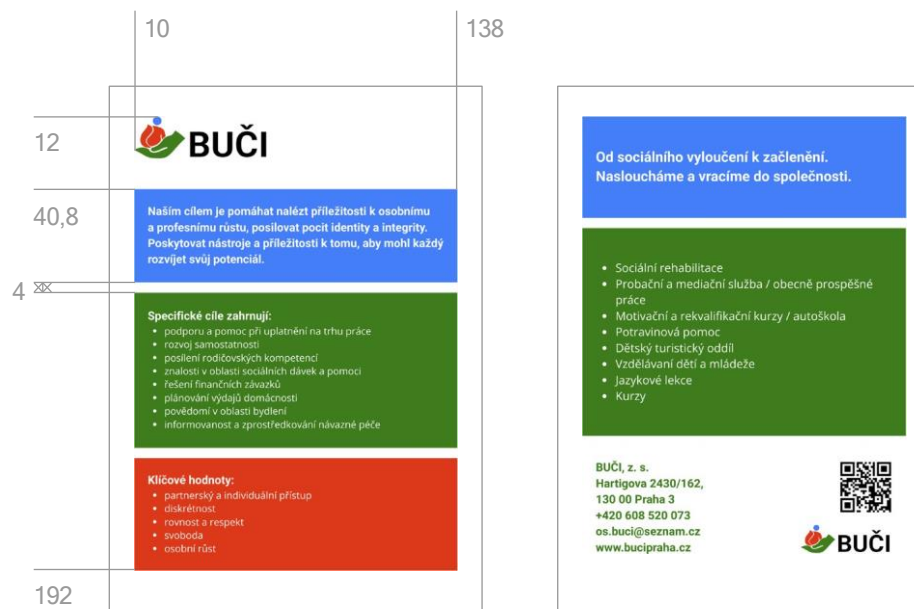 10
138
12
BUČI
40,8
Naším cílem je pomáhat nalézt příležitosti k osobnímu
a profesnímu růstu, posilovat pocit identity a integrity.
Poskytovat nástroje a příležitosti k tomu, aby mohl každý
rozvíjet svůj potenciál.
4
Specifické cíle zahrnují:
• podporu a pomoc při uplatnění na trhu práce
• rozvoj samostatnosti
• posílení rodičovských kompetencí
• znalosti v oblasti sociálních dávek a pomoci
• řešení finančních závazků
• plánování výdajů domácnosti
• povědomí v oblasti bydlení
• informovanost a zprostředkování návazné péče
Klíčové hodnoty:
• partnerský a individuální přístup
• diskrétnost
• rovnost a respekt
• svoboda
• osobní růst
192
Od sociálního vyloučení k začlenění.
Nasloucháme a vracíme do společnosti.
• Sociální rehabilitace
• Probační a mediační služba / obecně prospěšné
práce
• Motivační a rekvalifikační kurzy / autoškola
• Potravinová pomoc
• Dětský turistický oddíl
• Vzdělávaní dětí a mládeže
• Jazykové lekce
• Kurzy
BUČI, z. s.
Hartigova 2430/162,
130 00 Praha 3
+420 608 520 073
os.buci@seznam.cz
www.bucipraha.cz
BUČI